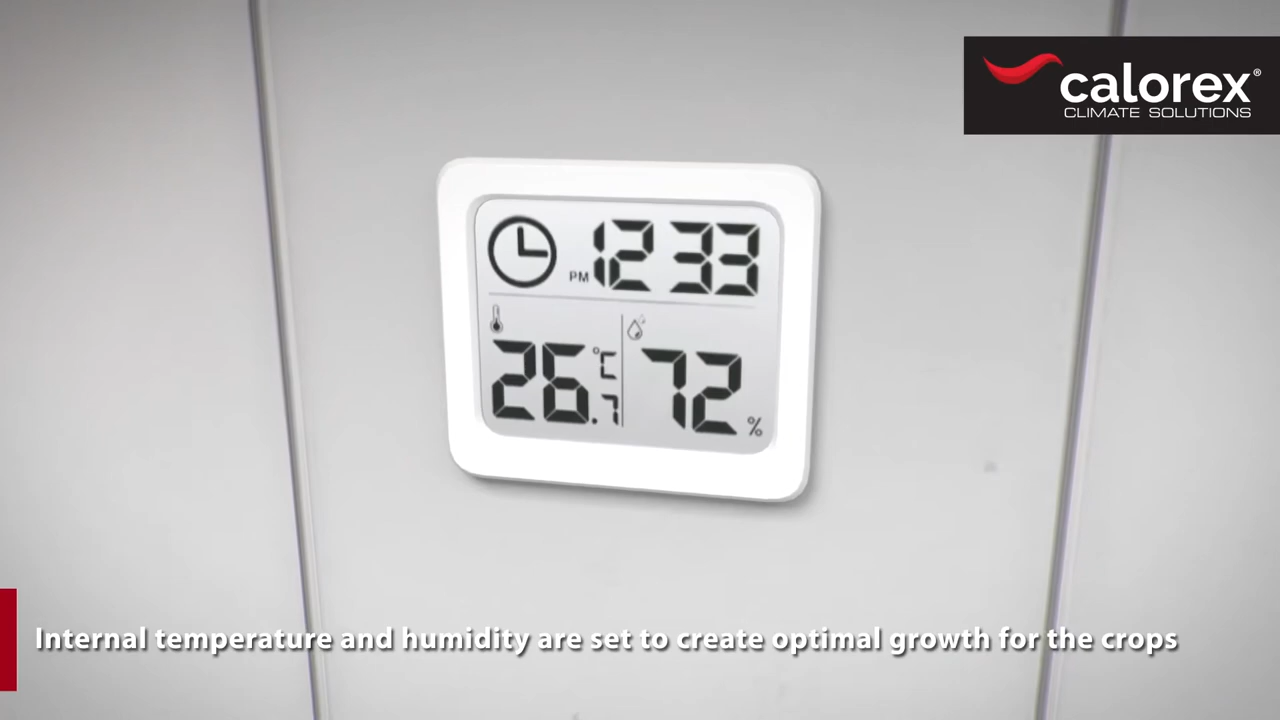 calorex®
CLIMATE SOLUTIONS
PM 12 33
26.7 °C
72 %
Internal temperature and humidity are set to create optimal growth for the crops